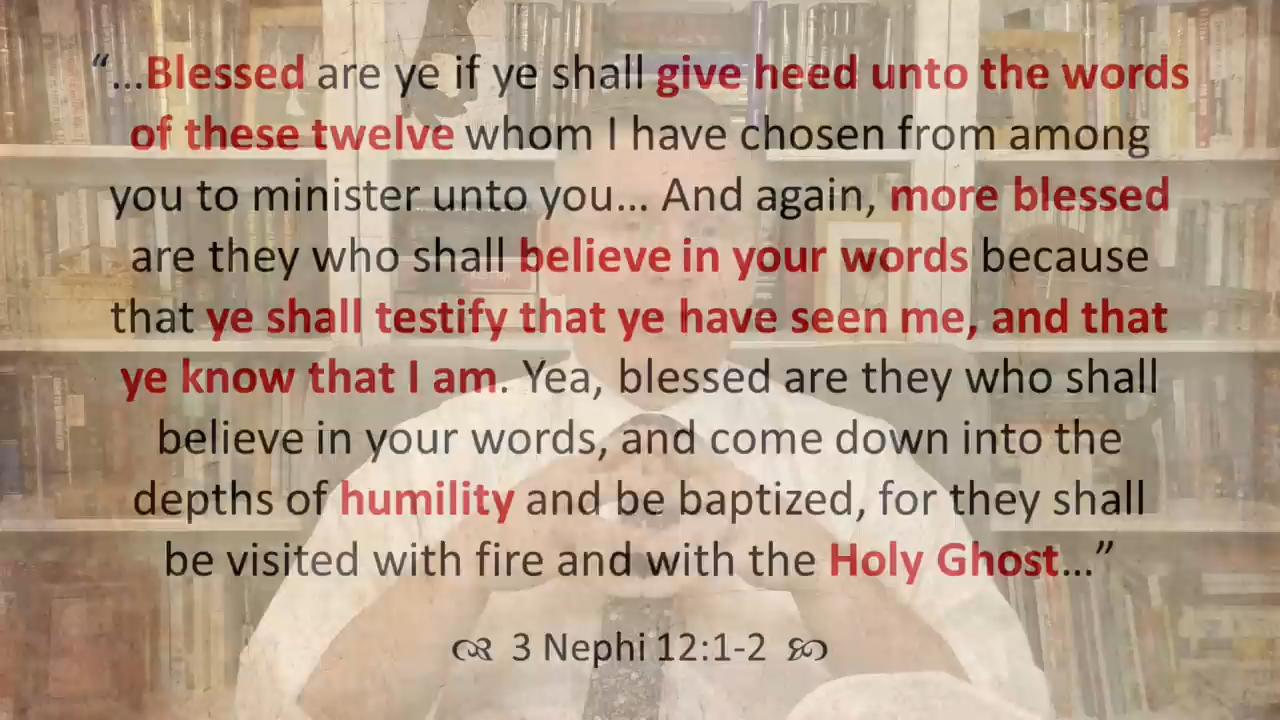 “...Blessed are ye if ye shall give heed unto the words
of these twelve whom I have chosen from among
you to minister unto you... And again, more blessed
are they who shall believe in your words because
that ye shall testify that ye have seen me, and that
ye know that I am. Yea, blessed are they who shall
believe in your words, and come down into the
depths of humility and be baptized, for they shall
be visited with fire and with the Holy Ghost...”
3 Nephi 12:1-2